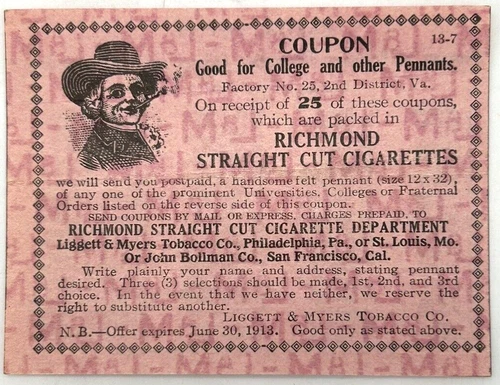 COUPON
13-7
Good for College and other Pennants.
Factory No. 25, 2nd District, Va.
On receipt of 25 of these coupons,
which are packed in
RICHMOND
STRAIGHT CUT CIGARETTES
we will send you postpaid, a handsome felt pennant (size 12 x 32),
of any one of the prominent Universities, Colleges or Fraternal
Orders listed on the reverse side of this coupon.
SEND COUPONS BY MAIL OR EXPRESS, CHARGES PREPAID, TO
RICHMOND STRAIGHT CUT CIGARETTE DEPARTMENT
Liggett & Myers Tobacco Co., Philadelphia, Pa., or St. Louis, Mo.
Or John Bollman Co., San Francisco, Cal.
Write plainly your name and address, stating pennant
desired. Three (3) selections should be made, 1st, 2nd, and 3rd
choice. In the event that we have neither, we reserve the
right to substitute another.
LIGGETT & MYERS TOBACCO CO.
N.B.—Offer expires June 30, 1913. Good only as stated above.